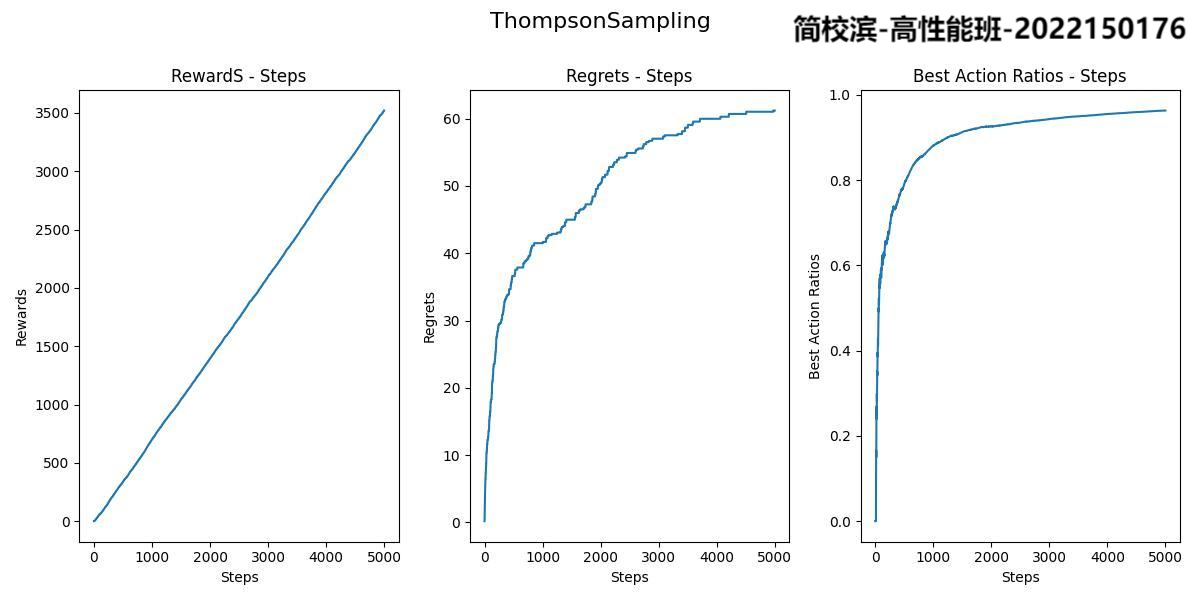 ThompsonSampling
简校滨-高性能班-2022150176
RewardS - Steps
Rewards
3500
3000
2500
2000
1500
1000
500
0
0 1000 2000 3000 4000 5000
Steps
Regrets - Steps
Regrets
60
50
40
30
20
10
0
0 1000 2000 3000 4000 5000
Steps
Best Action Ratios - Steps
Best Action Ratios
1.0
0.8
0.6
0.4
0.2
0.0
0 1000 2000 3000 4000 5000
Steps